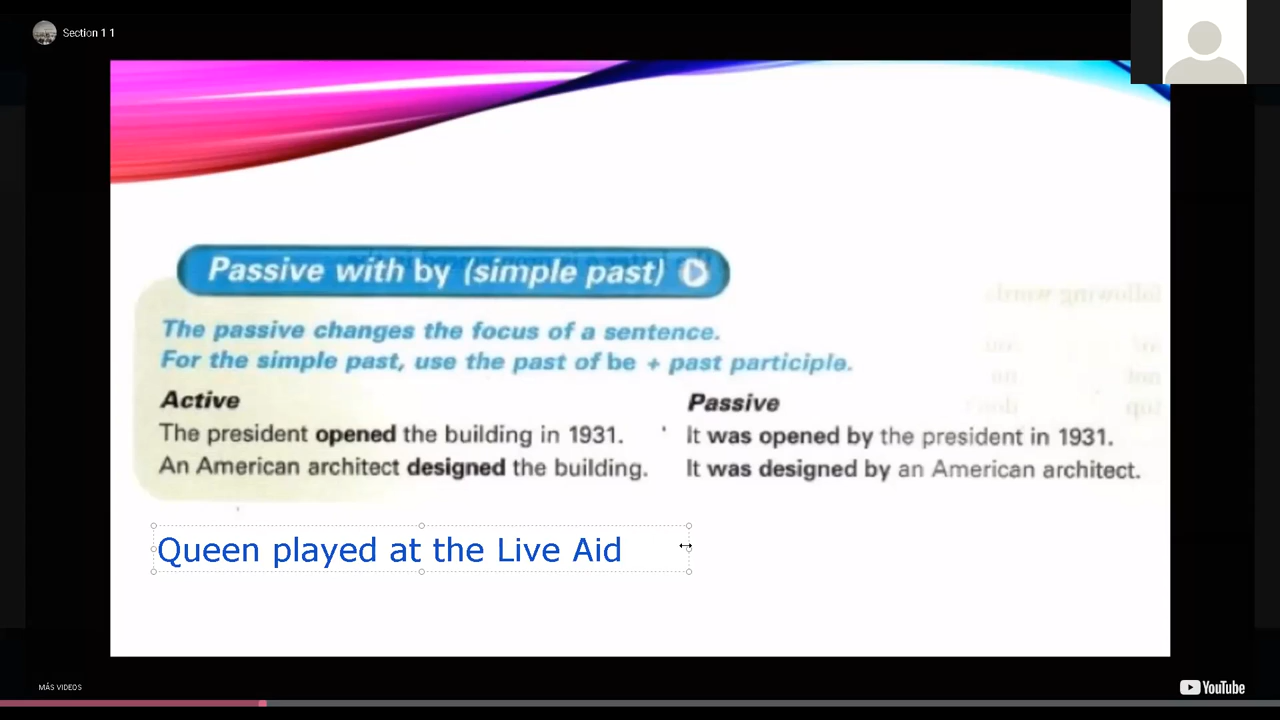 Section 1 1
Passive with by (simple past)
The passive changes the focus of a sentence.
For the simple past, use the past of be + past participle.
Active
Passive
The president opened the building in 1931.
It was opened by the president in 1931.
An American architect designed the building.
It was designed by an American architect.
Queen played at the Live Aid
MÁS VIDEOS
YouTube